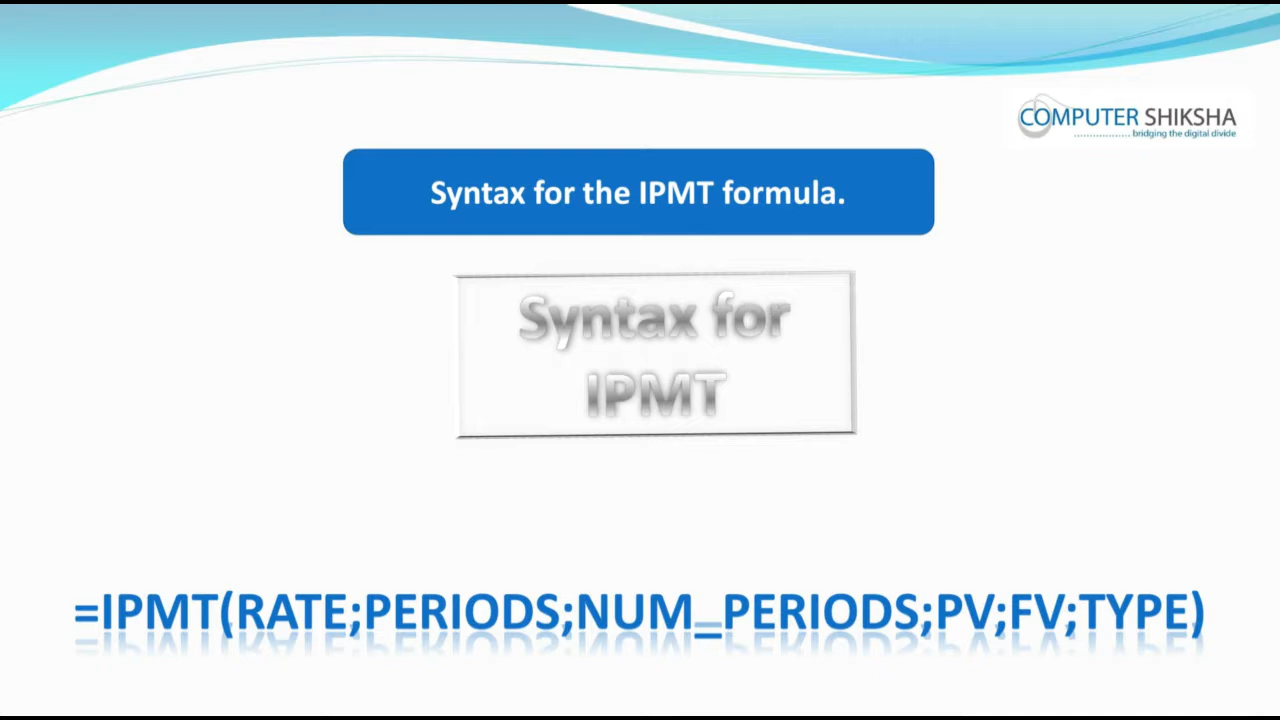 COMPUTER SHIKSHA
bridging the digital divide
Syntax for the IPMT formula.
Syntax for
IPMT
=IPMT(RATE;PERIODS;NUM_PERIODS;PV;FV;TYPE)